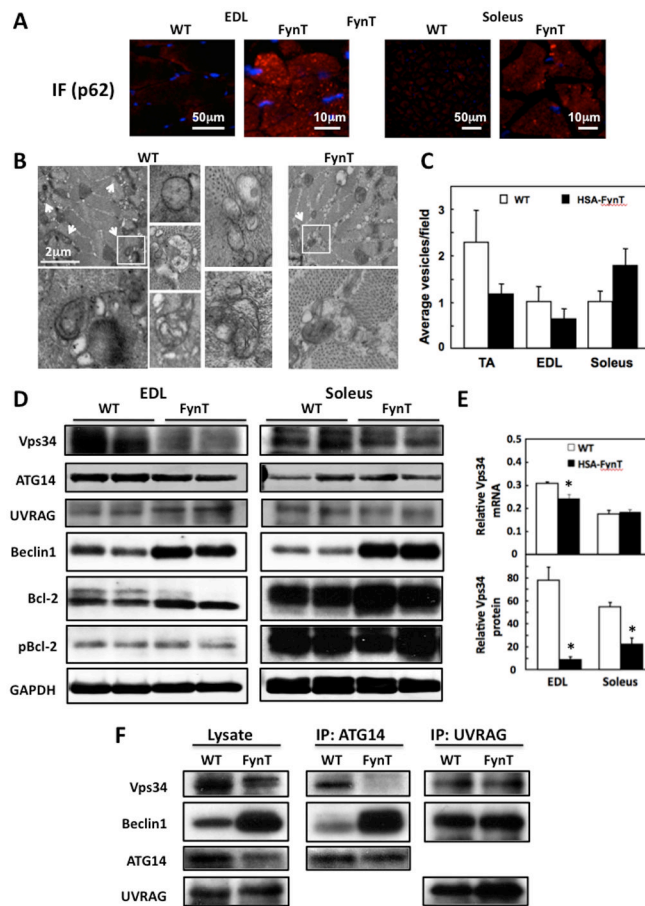 A
EDL FynT Soleus
WT FynT WT FynT
IF (p62)
50μm 10μm 50μm 10μm
B
WT FynT
2μm
C
WT HSA-FynT
Average vesicles/field
3
2
1
0
TA EDL Soleus
D
EDL Soleus
WT FynT WT FynT
Vps34
ATG14
UVRAG
Beclin1
Bcl-2
pBcl-2
GAPDH
E
WT
HSA-FynT
Relative Vps34
mRNA
0.5
0.4
0.3
0.2
0.1
0
*
Relative Vps34
protein
100
80
60
40
20
0
*
*
EDL Soleus
F
Lysate IP: ATG14 IP: UVRAG
WT FynT WT FynT WT FynT
Vps34
Beclin1
ATG14
UVRAG